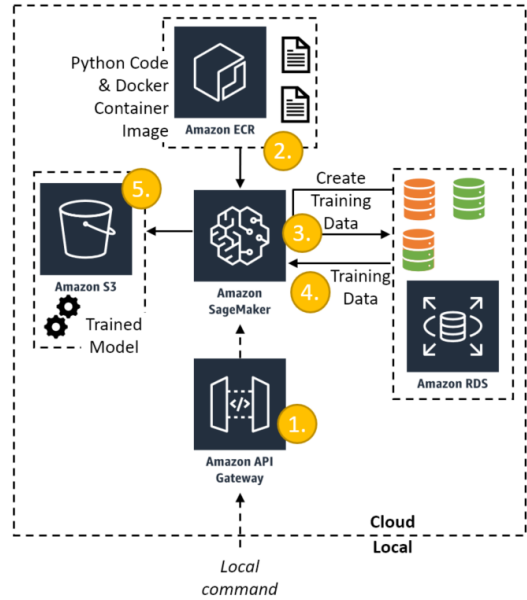 Python Code
& Docker
Container
Image
Amazon ECR
2.
5.
Amazon S3
Trained
Model
Amazon
SageMaker
3.
Create
Training
Data
4.
Training
Data
Amazon RDS
</>
1.
Amazon API
Gateway
Cloud
Local
Local
command